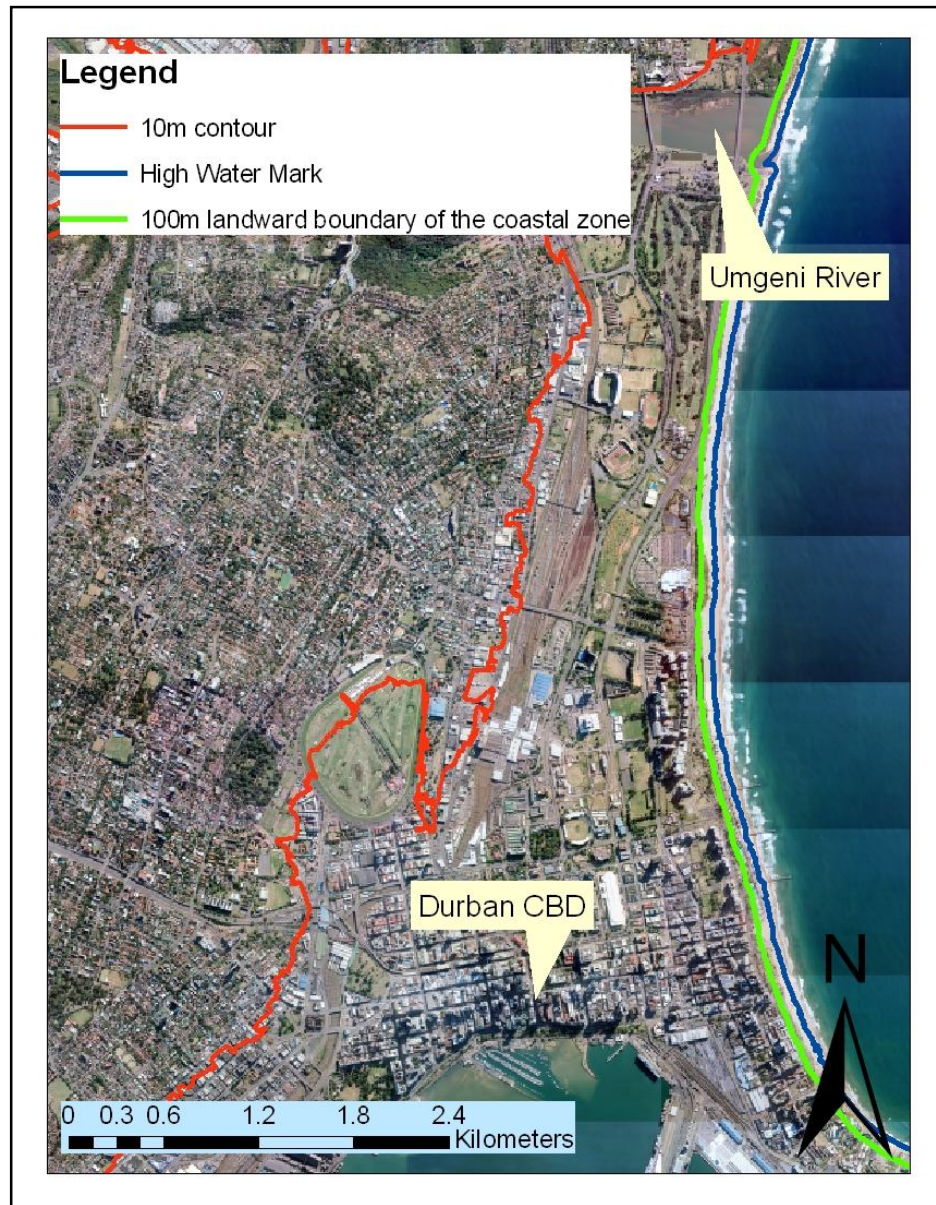 Legend
10m contour
High Water Mark
100m landward boundary of the coastal zone
Umgeni River
Durban CBD
N
0 0.3 0.6 1.2 1.8 2.4
Kilometers